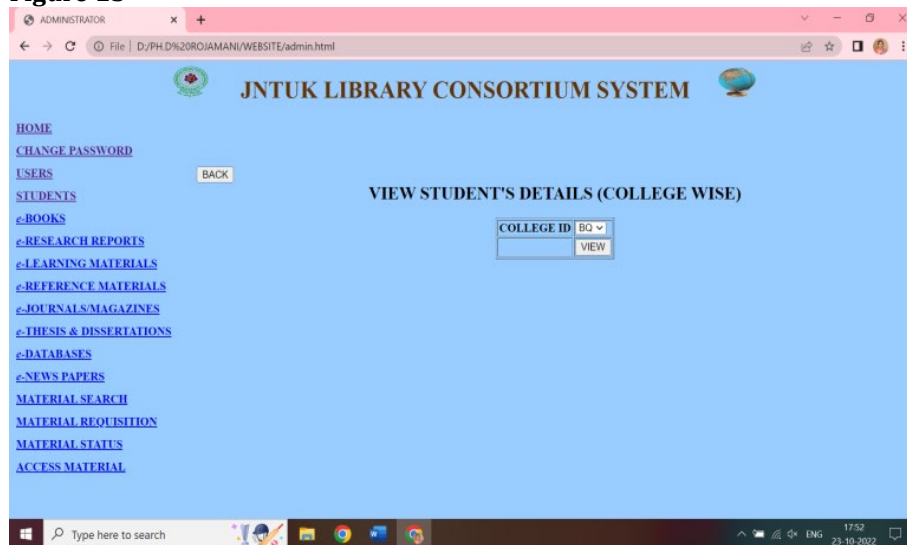 ADMINISTRATOR
File | D:/PH.D%20ROJAMANI/WEBSITE/admin.html
JNTUK LIBRARY CONSORTIUM SYSTEM
HOME
CHANGE PASSWORD
USERS
BACK
STUDENTS
VIEW STUDENT'S DETAILS (COLLEGE WISE)
e-BOOKS
COLLEGE ID BQ
e-RESEARCH REPORTS
VIEW
e-LEARNING MATERIALS
e-REFERENCE MATERIALS
e-JOURNALS/MAGAZINES
e-THESIS & DISSERTATIONS
e-DATABASES
e-NEWS PAPERS
MATERIAL SEARCH
MATERIAL REQUISITION
MATERIAL STATUS
ACCESS MATERIAL
Type here to search
ENG
17:52
23-10-2022